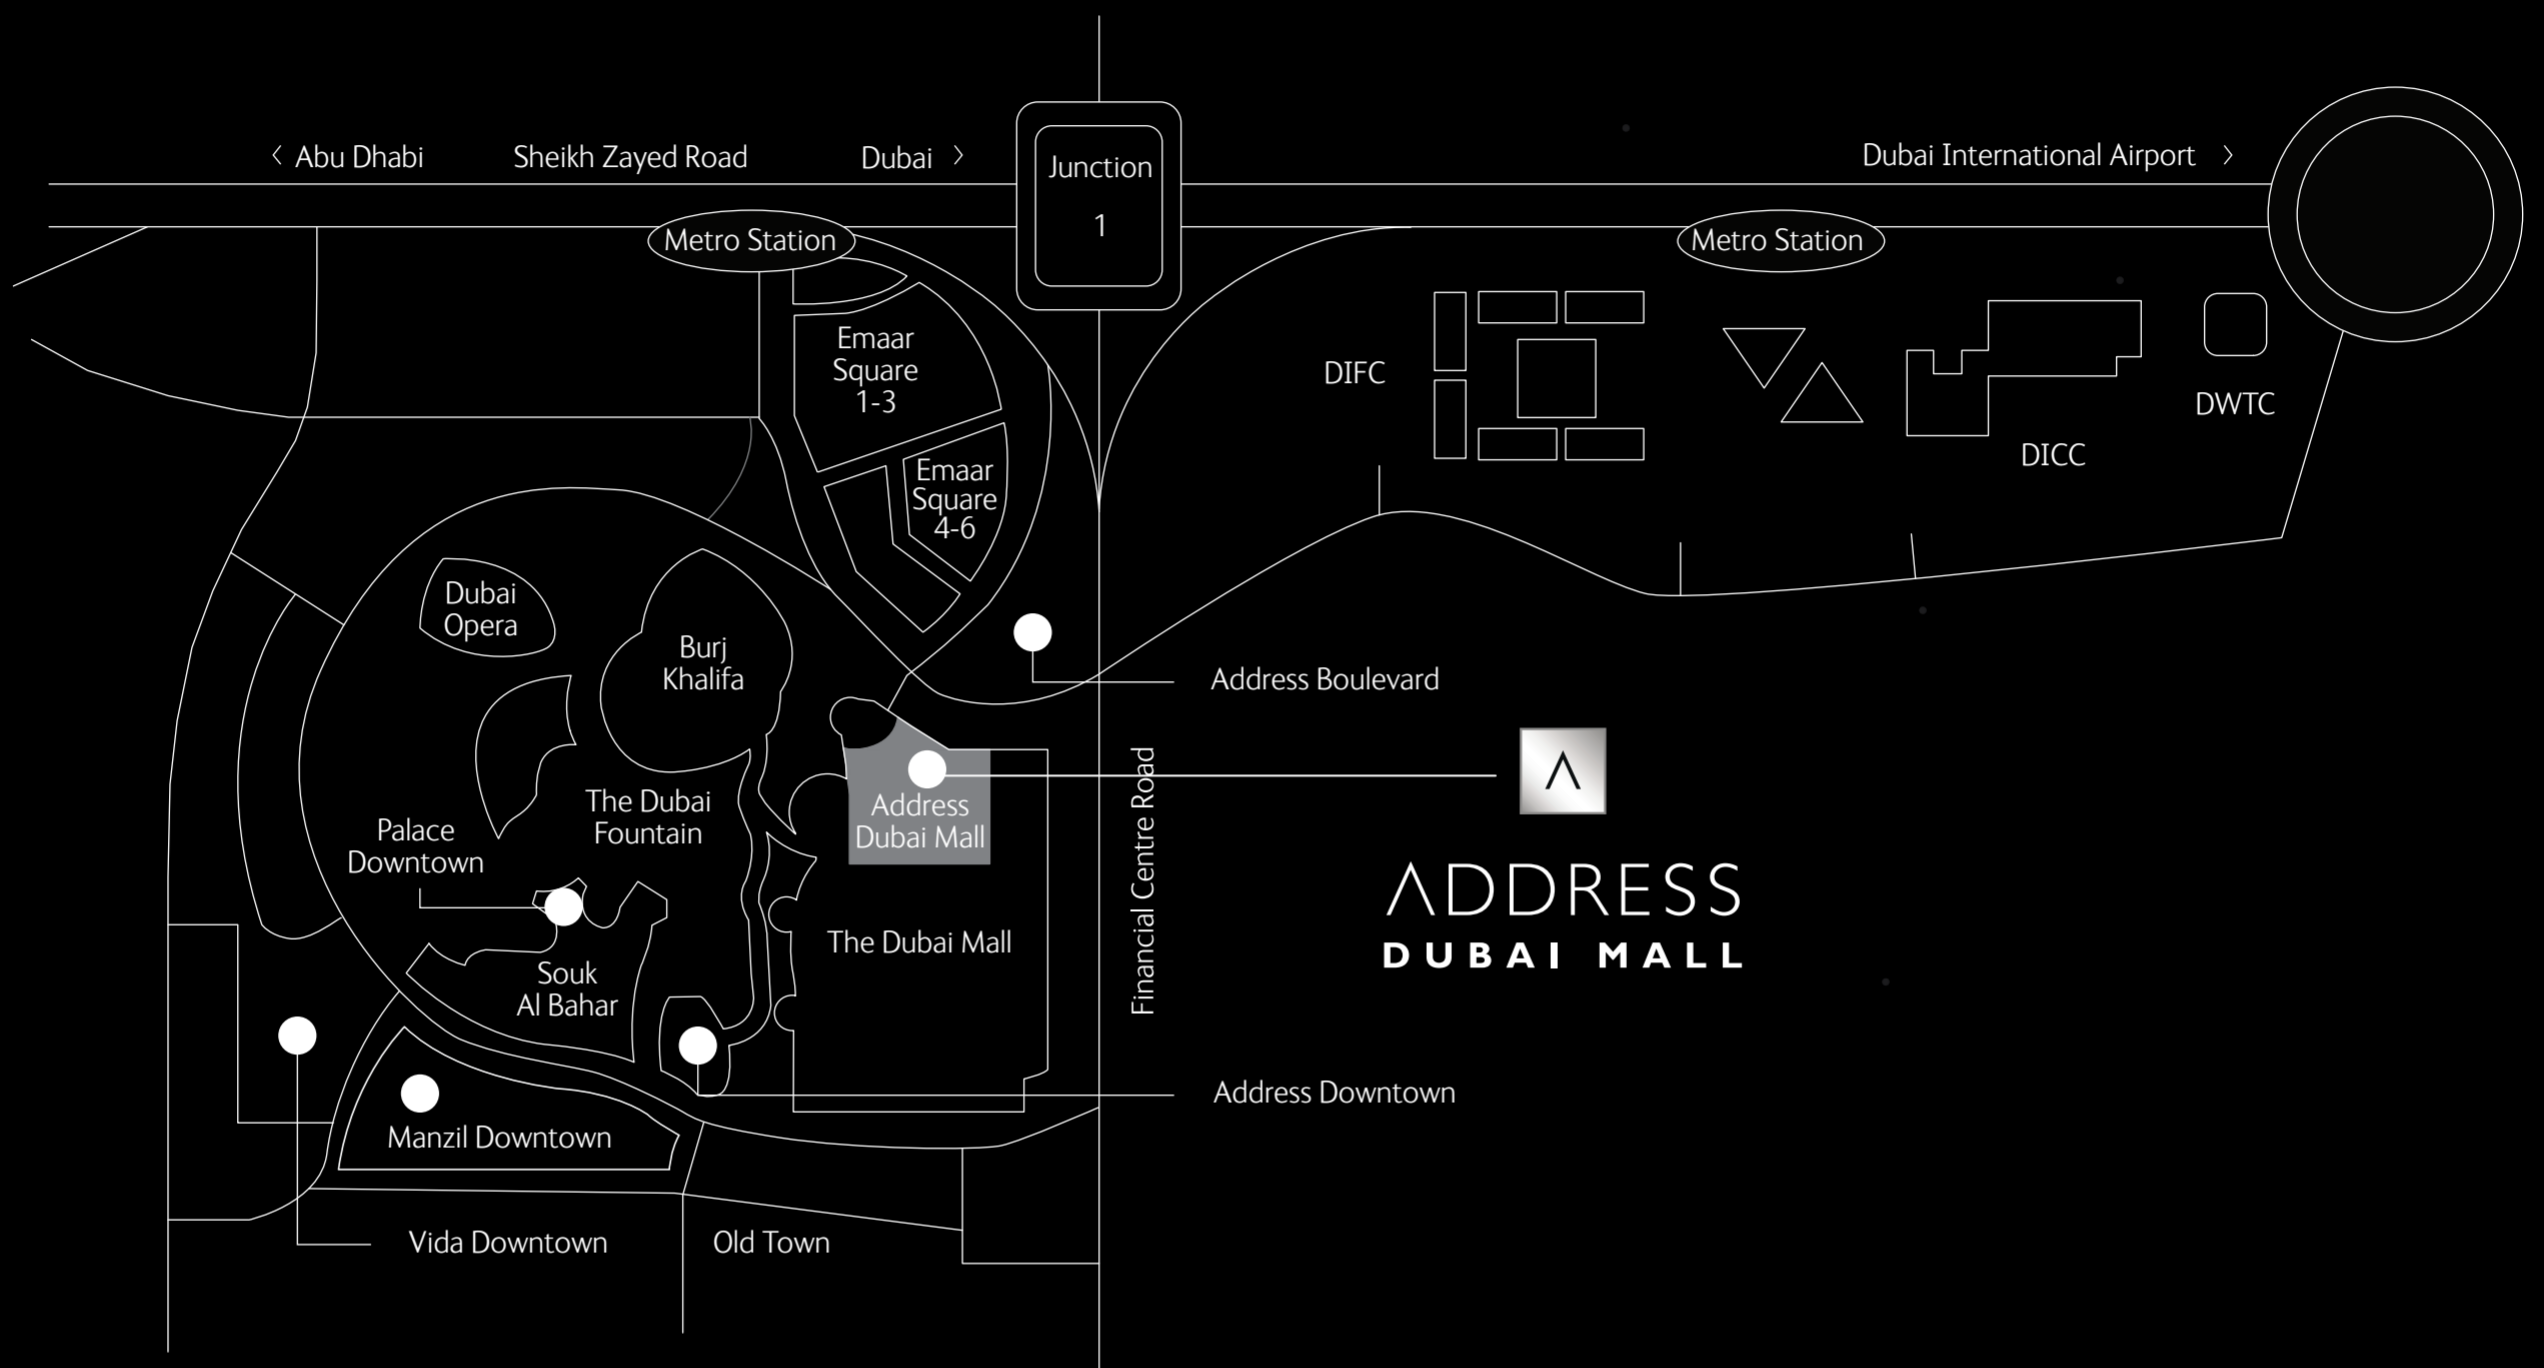 < Abu Dhabi
Sheikh Zayed Road
Dubai >
Junction
1
Dubai International Airport >
Metro Station
Metro Station
Emaar
Square
1-3
DIFC
DWTC
DICC
Emaar
Square
4-6
Dubai
Opera
Burj
Khalifa
Address Boulevard
The Dubai
Fountain
Address
Dubai Mall
Financial Centre Road
Palace
Downtown
ADDRESS
DUBAI MALL
The Dubai Mall
Souk
Al Bahar
Address Downtown
Manzil Downtown
Vida Downtown
Old Town